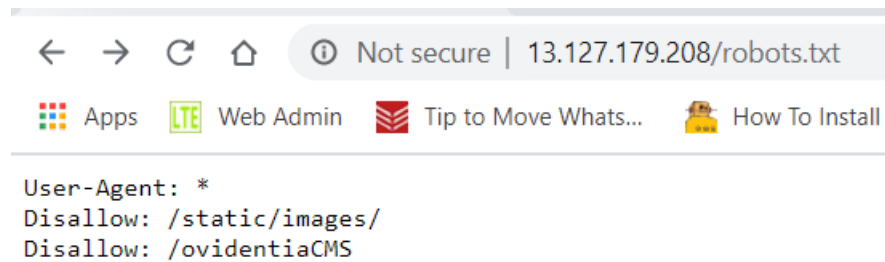 Not secure | 13.127.179.208/robots.txt
Apps LTE Web Admin Tip to Move Whats... How To Install
User-Agent: *
Disallow: /static/images/
Disallow: /ovidentiaCMS